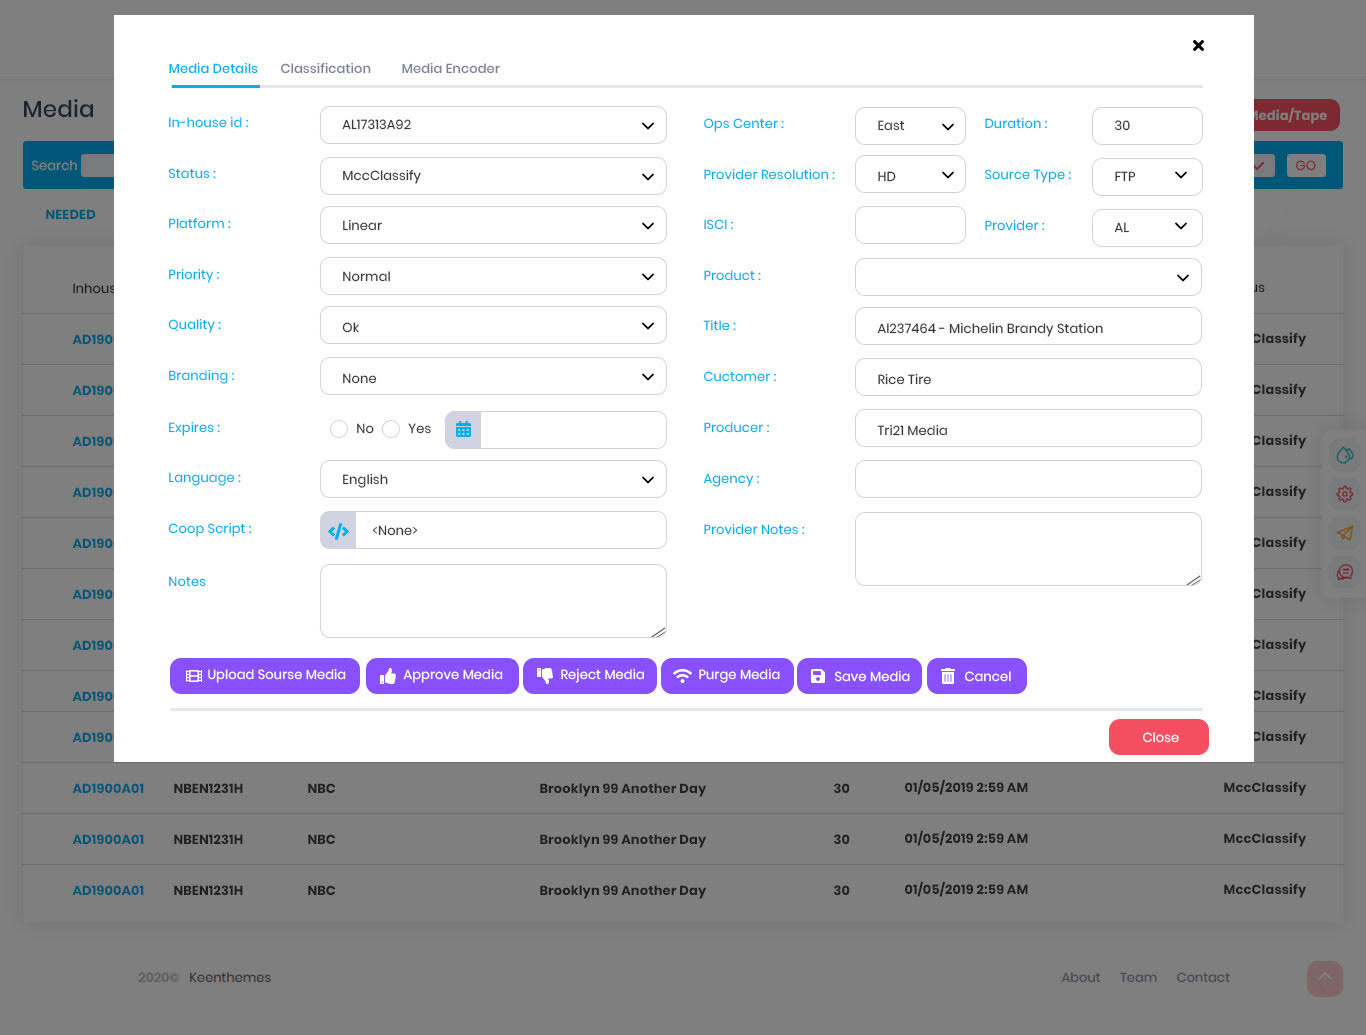 Media Details Classification Media Encoder
Media
Media/Tape
In-house id : AL17313A92 Ops Center : East Duration : 30
Search GO
Status : MccClassify Provider Resolution : HD Source Type : FTP
NEEDED
Platform : Linear ISCI : Provider : AL
Priority : Normal Product :
Inhous us
Quality : Ok Title : Al237464 - Michelin Brandy Station
AD1900 Classify
Branding : None Cuctomer : Rice Tire
AD190 Classify
Expires : No Yes Producer : Tri21 Media
AD190 Classify
Language : English Agency :
AD190 Classify
Coop Script : <None> Provider Notes :
AD190 Classify
Notes
AD190 Classify
AD190 Classify
Upload Sourse Media Approve Media Reject Media Purge Media Save Media Cancel
AD190 Classify
AD190 Classify
Close
AD1900A01 NBEN1231H NBC Brooklyn 99 Another Day 30 01/05/2019 2:59 AM MccClassify
AD1900A01 NBEN1231H NBC Brooklyn 99 Another Day 30 01/05/2019 2:59 AM MccClassify
AD1900A01 NBEN1231H NBC Brooklyn 99 Another Day 30 01/05/2019 2:59 AM MccClassify
2020© Keenthemes About Team Contact